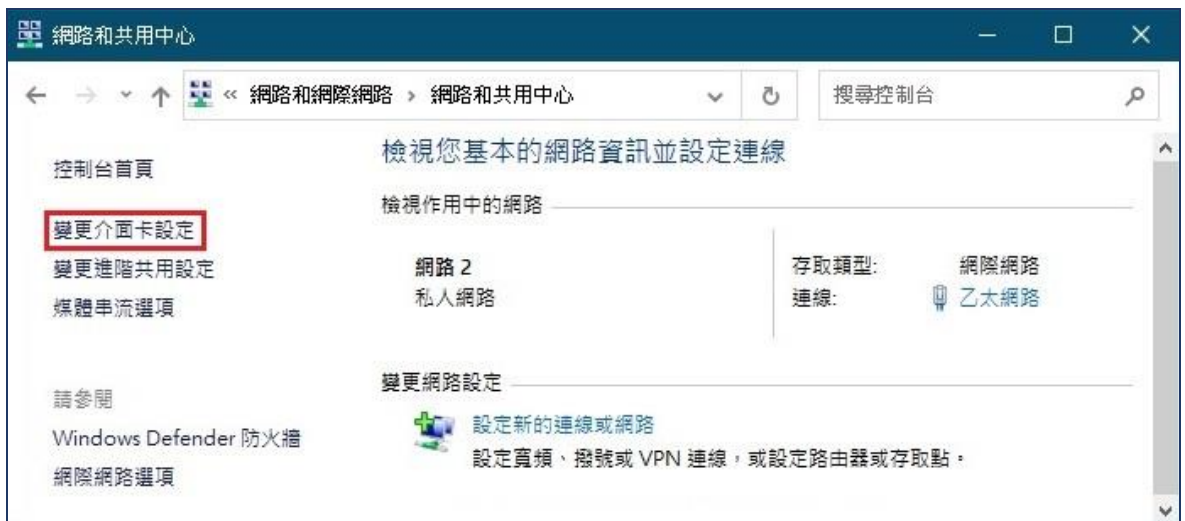 網路和共用中心
« 網路和網際網路 › 網路和共用中心
搜尋控制台
控制台首頁
變更介面卡設定
變更進階共用設定
媒體串流選項
請參閱
Windows Defender 防火牆
網際網路選項
檢視您基本的網路資訊並設定連線
檢視作用中的網路
網路 2
私人網路
存取類型: 網際網路
連線: 乙太網路
變更網路設定
設定新的連線或網路
設定寬頻、撥號或 VPN 連線，或設定路由器或存取點。